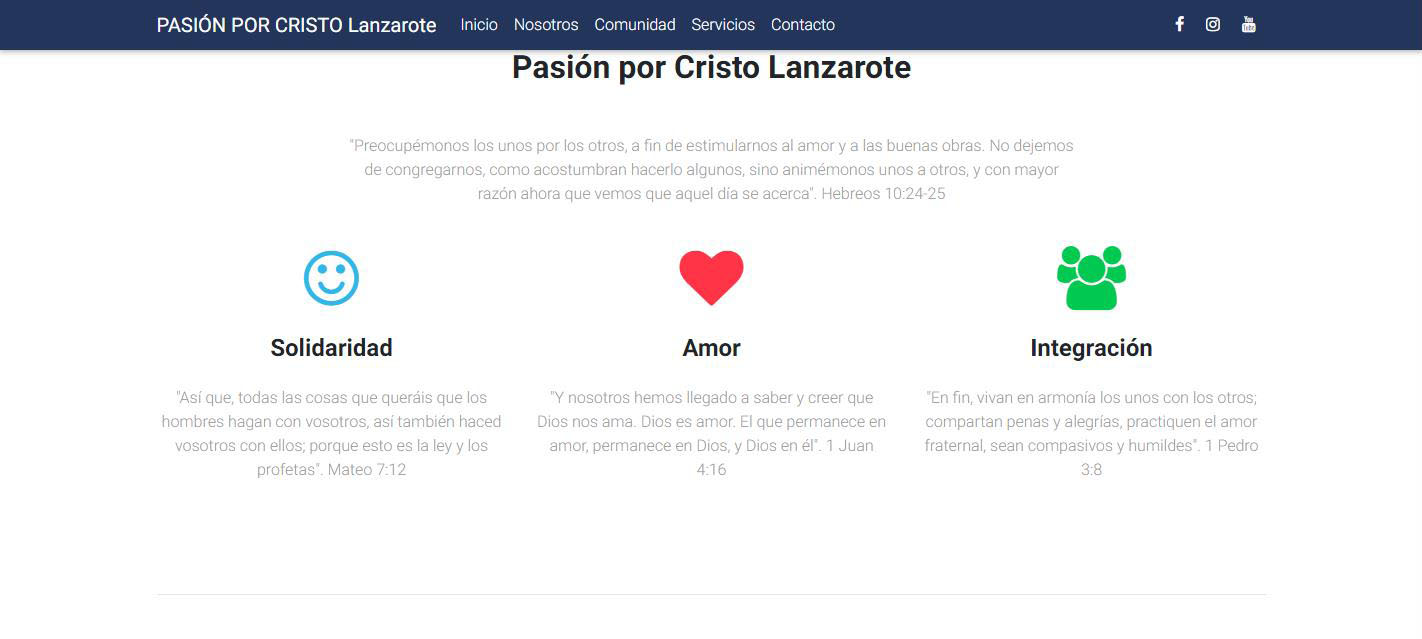 PASIÓN POR CRISTO Lanzarote Inicio Nosotros Comunidad Servicios Contacto
Pasión por Cristo Lanzarote
"Preocupémonos los unos por los otros, a fin de estimularnos al amor y a las buenas obras. No dejemos
de congregarnos, como acostumbran hacerlo algunos, sino animémonos unos a otros, y con mayor
razón ahora que vemos que aquel día se acerca". Hebreos 10:24-25
Solidaridad
"Así que, todas las cosas que queráis que los
hombres hagan con vosotros, así también haced
vosotros con ellos; porque esto es la ley y los
profetas". Mateo 7:12
Amor
"Y nosotros hemos llegado a saber y creer que
Dios nos ama. Dios es amor. El que permanece en
amor, permanece en Dios, y Dios en él". 1 Juan
4:16
Integración
"En fin, vivan en armonía los unos con los otros;
compartan penas y alegrías, practiquen el amor
fraternal, sean compasivos y humildes". 1 Pedro
3:8